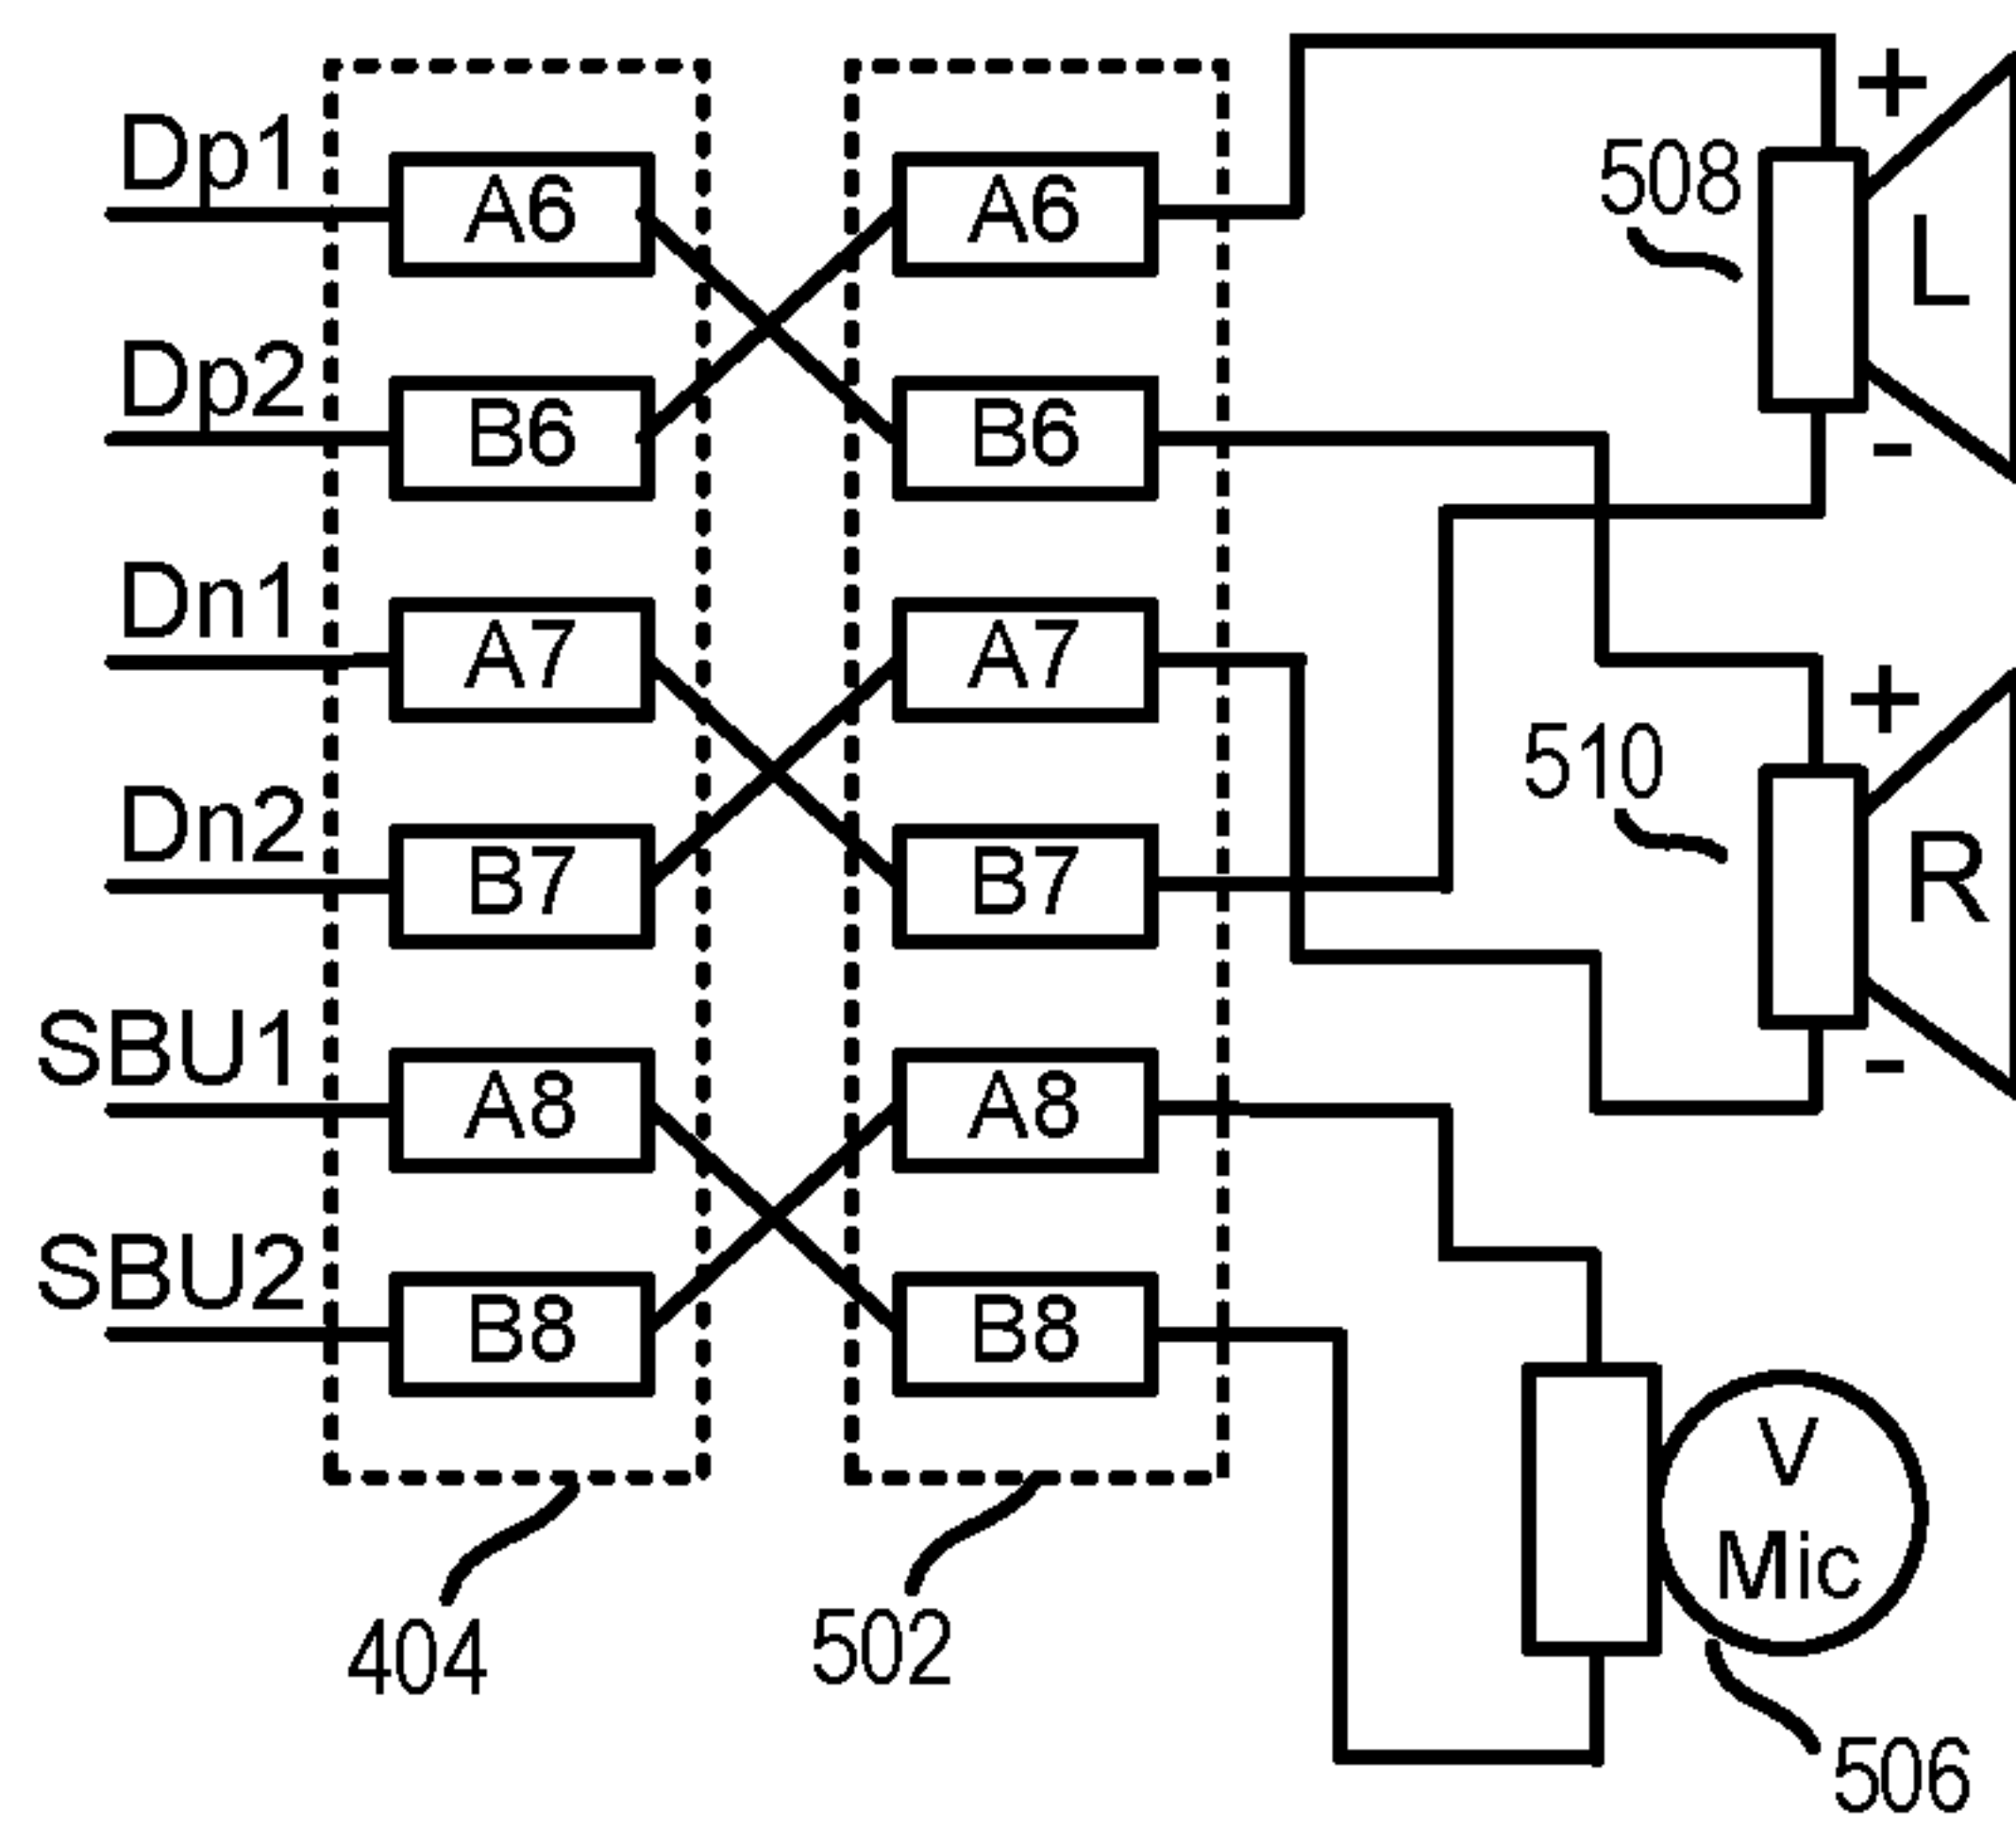 Dp1
A6
A6
+
508
L
Dp2
B6
B6
-
Dn1
A7
A7
+
510
Dn2
B7
B7
R
SBU1
A8
A8
-
SBU2
B8
B8
V
Mic
404
502
506